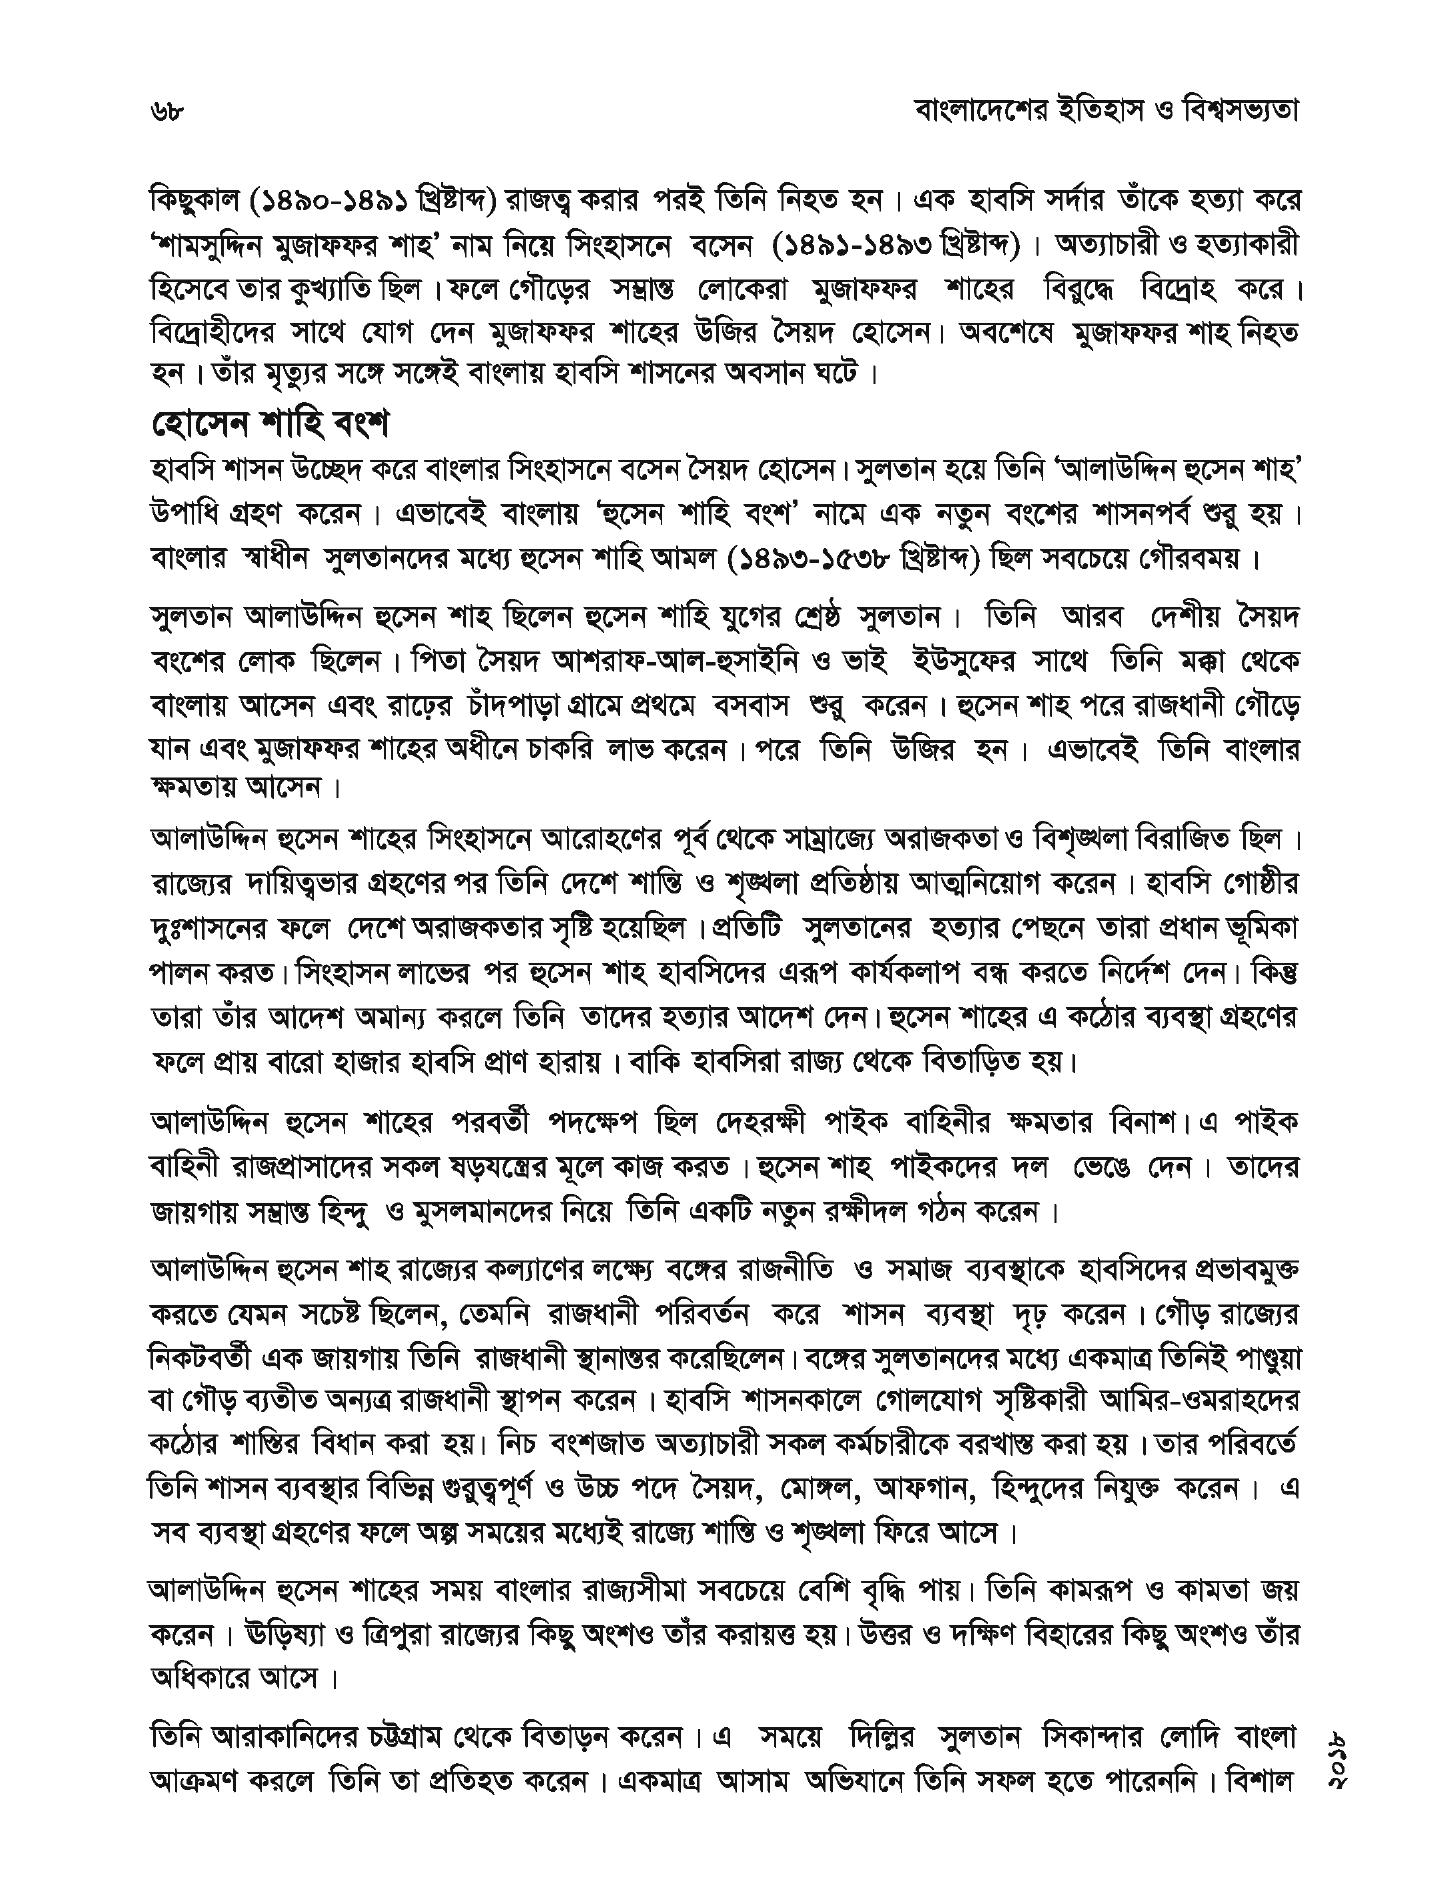 ৬৮
বাংলাদেশের ইতিহাস ও বিশ্বসভ্যতা
কিছুকাল (১৪৯০-১৪৯১ খ্রিষ্টাব্দ) রাজত্ব করার পরই তিনি নিহত হন । এক হাবসি সর্দার তাঁকে হত্যা করে
‘শামসুদ্দিন মুজাফফর শাহ’ নাম নিয়ে সিংহাসনে বসেন (১৪৯১-১৪৯৩ খ্রিষ্টাব্দ) । অত্যাচারী ও হত্যাকারী
হিসেবে তার কুখ্যাতি ছিল । ফলে গৌড়ের সম্ভ্রান্ত লোকেরা মুজাফফর শাহের বিরুদ্ধে বিদ্রোহ করে ।
বিদ্রোহীদের সাথে যোগ দেন মুজাফফর শাহের উজির সৈয়দ হোসেন। অবশেষে মুজাফফর শাহ নিহত
হন । তাঁর মৃত্যুর সঙ্গে সঙ্গেই বাংলায় হাবসি শাসনের অবসান ঘটে ।
হোসেন শাহি বংশ
হাবসি শাসন উচ্ছেদ করে বাংলার সিংহাসনে বসেন সৈয়দ হোসেন। সুলতান হয়ে তিনি ‘আলাউদ্দিন হুসেন শাহ’
উপাধি গ্রহণ করেন । এভাবেই বাংলায় ‘হুসেন শাহি বংশ’ নামে এক নতুন বংশের শাসনপর্ব শুরু হয় ।
বাংলার স্বাধীন সুলতানদের মধ্যে হুসেন শাহি আমল (১৪৯৩-১৫৩৮ খ্রিষ্টাব্দ) ছিল সবচেয়ে গৌরবময় ।
সুলতান আলাউদ্দিন হুসেন শাহ ছিলেন হুসেন শাহি যুগের শ্রেষ্ঠ সুলতান । তিনি আরব দেশীয় সৈয়দ
বংশের লোক ছিলেন । পিতা সৈয়দ আশরাফ-আল-হুসাইনি ও ভাই ইউসুফের সাথে তিনি মক্কা থেকে
বাংলায় আসেন এবং রাঢ়ের চাঁদপাড়া গ্রামে প্রথমে বসবাস শুরু করেন । হুসেন শাহ পরে রাজধানী গৌড়ে
যান এবং মুজাফফর শাহের অধীনে চাকরি লাভ করেন । পরে তিনি উজির হন । এভাবেই তিনি বাংলার
ক্ষমতায় আসেন ।
আলাউদ্দিন হুসেন শাহের সিংহাসনে আরোহণের পূর্ব থেকে সাম্রাজ্যে অরাজকতা ও বিশৃঙ্খলা বিরাজিত ছিল ।
রাজ্যের দায়িত্বভার গ্রহণের পর তিনি দেশে শান্তি ও শৃঙ্খলা প্রতিষ্ঠায় আত্মনিয়োগ করেন । হাবসি গোষ্ঠীর
দুঃশাসনের ফলে দেশে অরাজকতার সৃষ্টি হয়েছিল । প্রতিটি সুলতানের হত্যার পেছনে তারা প্রধান ভূমিকা
পালন করত। সিংহাসন লাভের পর হুসেন শাহ হাবসিদের এরূপ কার্যকলাপ বন্ধ করতে নির্দেশ দেন। কিন্তু
তারা তাঁর আদেশ অমান্য করলে তিনি তাদের হত্যার আদেশ দেন। হুসেন শাহের এ কঠোর ব্যবস্থা গ্রহণের
ফলে প্রায় বারো হাজার হাবসি প্রাণ হারায় । বাকি হাবসিরা রাজ্য থেকে বিতাড়িত হয়।
আলাউদ্দিন হুসেন শাহের পরবর্তী পদক্ষেপ ছিল দেহরক্ষী পাইক বাহিনীর ক্ষমতার বিনাশ। এ পাইক
বাহিনী রাজপ্রাসাদের সকল ষড়যন্ত্রের মূলে কাজ করত । হুসেন শাহ পাইকদের দল ভেঙে দেন । তাদের
জায়গায় সম্ভ্রান্ত হিন্দু ও মুসলমানদের নিয়ে তিনি একটি নতুন রক্ষীদল গঠন করেন ।
আলাউদ্দিন হুসেন শাহ রাজ্যের কল্যাণের লক্ষ্যে বঙ্গের রাজনীতি ও সমাজ ব্যবস্থাকে হাবসিদের প্রভাবমুক্ত
করতে যেমন সচেষ্ট ছিলেন, তেমনি রাজধানী পরিবর্তন করে শাসন ব্যবস্থা দৃঢ় করেন । গৌড় রাজ্যের
নিকটবর্তী এক জায়গায় তিনি রাজধানী স্থানান্তর করেছিলেন। বঙ্গের সুলতানদের মধ্যে একমাত্র তিনিই পাণ্ডুয়া
বা গৌড় ব্যতীত অন্যত্র রাজধানী স্থাপন করেন । হাবসি শাসনকালে গোলযোগ সৃষ্টিকারী আমির-ওমরাহদের
কঠোর শাস্তির বিধান করা হয়। নিচ বংশজাত অত্যাচারী সকল কর্মচারীকে বরখাস্ত করা হয় । তার পরিবর্তে
তিনি শাসন ব্যবস্থার বিভিন্ন গুরুত্বপূর্ণ ও উচ্চ পদে সৈয়দ, মোঙ্গল, আফগান, হিন্দুদের নিযুক্ত করেন । এ
সব ব্যবস্থা গ্রহণের ফলে অল্প সময়ের মধ্যেই রাজ্যে শান্তি ও শৃঙ্খলা ফিরে আসে ।
আলাউদ্দিন হুসেন শাহের সময় বাংলার রাজ্যসীমা সবচেয়ে বেশি বৃদ্ধি পায়। তিনি কামরূপ ও কামতা জয়
করেন । ঊড়িষ্যা ও ত্রিপুরা রাজ্যের কিছু অংশও তাঁর করায়ত্ত হয়। উত্তর ও দক্ষিণ বিহারের কিছু অংশও তাঁর
অধিকারে আসে ।
তিনি আরাকানিদের চট্টগ্রাম থেকে বিতাড়ন করেন । এ সময়ে দিল্লির সুলতান সিকান্দার লোদি বাংলা
আক্রমণ করলে তিনি তা প্রতিহত করেন । একমাত্র আসাম অভিযানে তিনি সফল হতে পারেননি । বিশাল
২০১৮